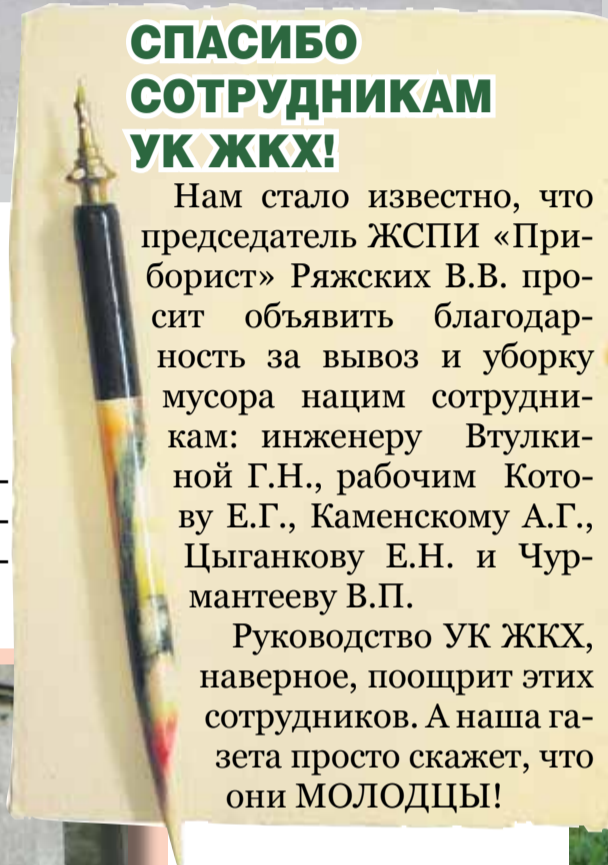 СПАСИБО
СОТРУДНИКАМ
УК ЖКХ!
Нам стало известно, что
председатель ЖСПИ «При-
борист» Ряжских В.В. про-
сит объявить благодар-
ность за вывоз и уборку
мусора нацим сотрудни-
кам: инженеру Втулки-
ной Г.Н., рабочим Кото-
ву Е.Г., Каменскому А.Г.,
Цыганкову Е.Н. и Чур-
мантееву В.П.
Руководство УК ЖКХ,
наверное, поощрит этих
сотрудников. А наша га-
зета просто скажет, что
они МОЛОДЦЫ!